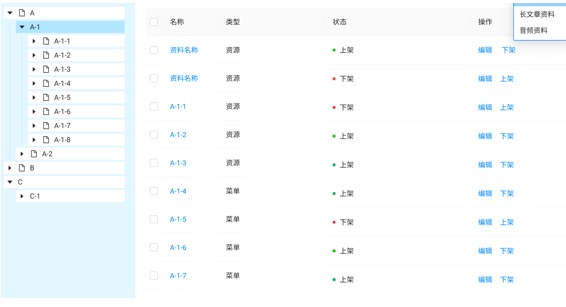 A
A-1
A-1-1
A-1-2
A-1-3
A-1-4
A-1-5
A-1-6
A-1-7
A-1-8
A-2
B
C
C-1
名称 类型 状态 操作
资料名称 资源 上架 编辑 下架
资料名称 资源 下架 编辑 上架
A-1-1 资源 下架 编辑 上架
A-1-2 资源 上架 编辑 下架
A-1-3 资源 上架 编辑 下架
A-1-4 菜单 上架 编辑 下架
A-1-5 菜单 下架 编辑 上架
A-1-6 菜单 上架 编辑 下架
A-1-7 菜单 上架 编辑 下架
长文章资料
音频资料